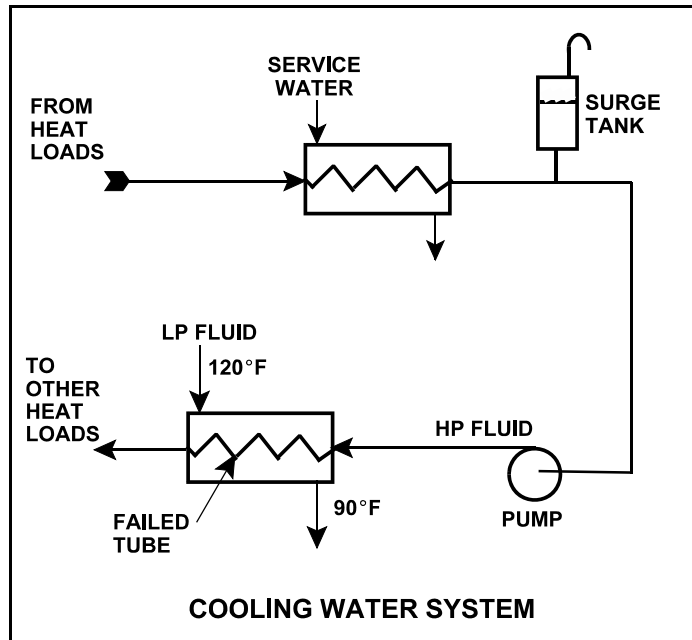 SERVICE
WATER
FROM
HEAT
LOADS
SURGE
TANK
LP FLUID
120°F
TO
OTHER
HEAT
LOADS
HP FLUID
FAILED
TUBE
90°F
PUMP
COOLING WATER SYSTEM